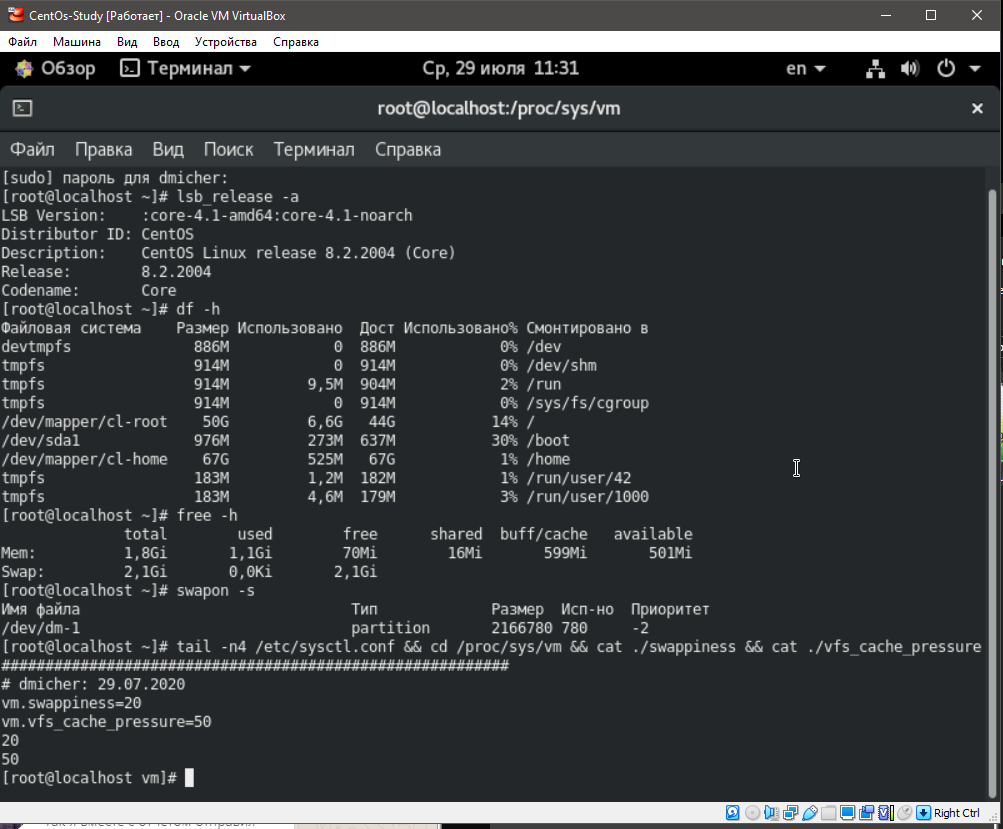 CentOs-Study [Работает] - Oracle VM VirtualBox
Файл Машина Вид Ввод Устройства Справка
Обзор Терминал Ср, 29 июля 11:31 en
root@localhost:/proc/sys/vm
Файл Правка Вид Поиск Терминал Справка
[sudo] пароль для dmicher:
[root@localhost ~]# lsb_release -a
LSB Version:    :core-4.1-amd64:core-4.1-noarch
Distributor ID: CentOS
Description:    CentOS Linux release 8.2.2004 (Core)
Release:        8.2.2004
Codename:       Core
[root@localhost ~]# df -h
Файловая система    Размер Использовано  Дост Использовано% Смонтировано в
devtmpfs              886M            0  886M            0% /dev
tmpfs                 914M            0  914M            0% /dev/shm
tmpfs                 914M         9,5M  904M            2% /run
tmpfs                 914M            0  914M            0% /sys/fs/cgroup
/dev/mapper/cl-root    50G         6,6G   44G           14% /
/dev/sda1             976M         273M  637M           30% /boot
/dev/mapper/cl-home    67G         525M   67G            1% /home
tmpfs                 183M         1,2M  182M            1% /run/user/42
tmpfs                 183M         4,6M  179M            3% /run/user/1000
[root@localhost ~]# free -h
              total        used        free      shared  buff/cache   available
Mem:          1,8Gi       1,1Gi        70Mi        16Mi       599Mi       501Mi
Swap:         2,1Gi       0,0Ki       2,1Gi
[root@localhost ~]# swapon -s
Имя файла                               Тип             Размер  Исп-но  Приоритет
/dev/dm-1                               partition       2166780 780     -2
[root@localhost ~]# tail -n4 /etc/sysctl.conf && cd /proc/sys/vm && cat ./swappiness && cat ./vfs_cache_pressure
##########################################################
# dmicher: 29.07.2020
vm.swappiness=20
vm.vfs_cache_pressure=50
20
50
[root@localhost vm]#
Right Ctrl